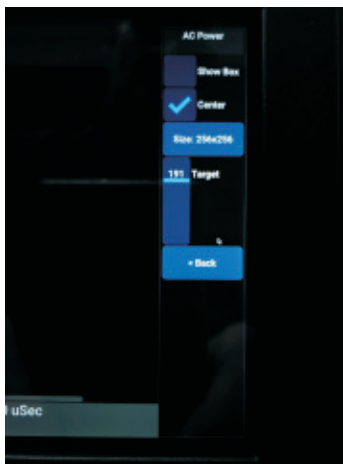 AC Power
Show Box
Center
Size: 256x256
191 Target
< Back
uSec